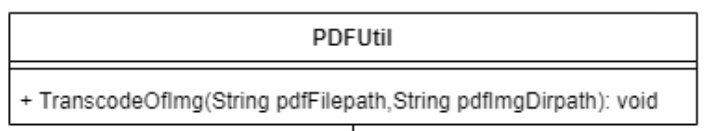 PDFUtil
+ TranscodeOfImg(String pdfFilepath,String pdfImgDirpath): void